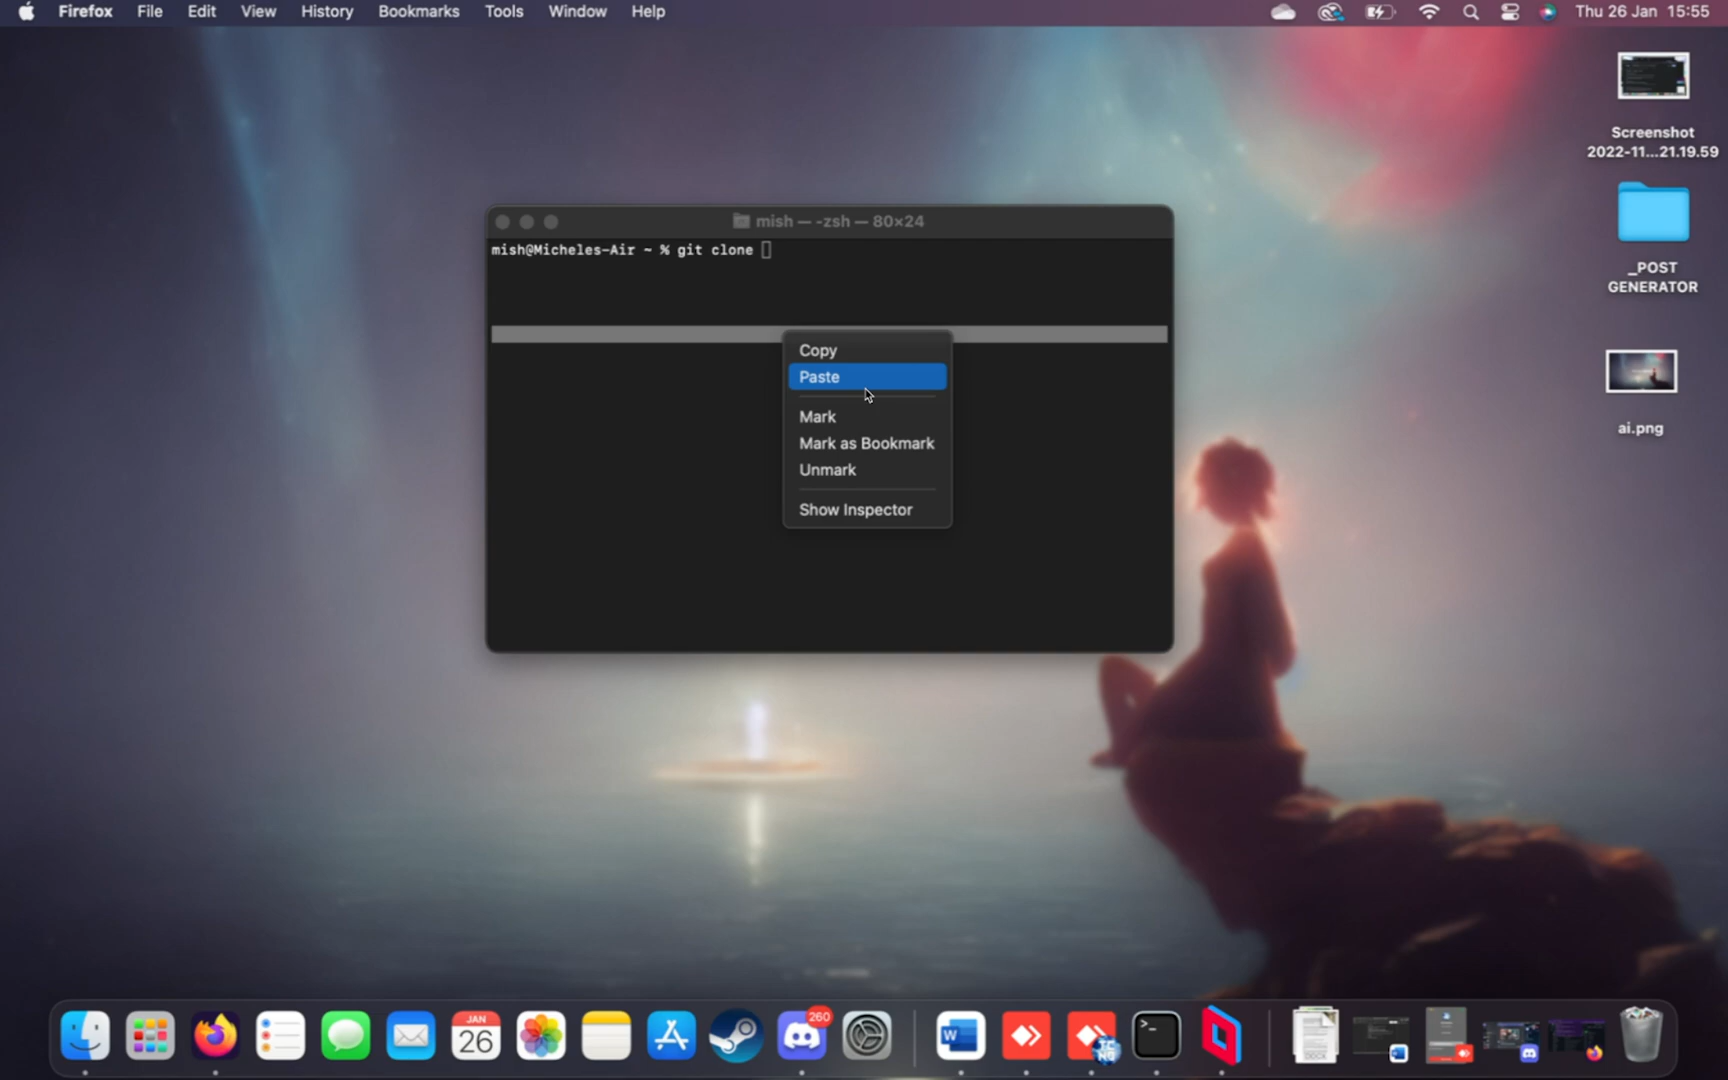 Firefox File Edit View History Bookmarks Tools Window Help Thu 26 Jan 15:55
Screenshot
2022-11...21.19.59
_POST
GENERATOR
ai.png
mish — -zsh — 80×24
mish@Micheles-Air ~ % git clone
Copy
Paste
Mark
Mark as Bookmark
Unmark
Show Inspector
JAN
26
260
W
>_
DOCX